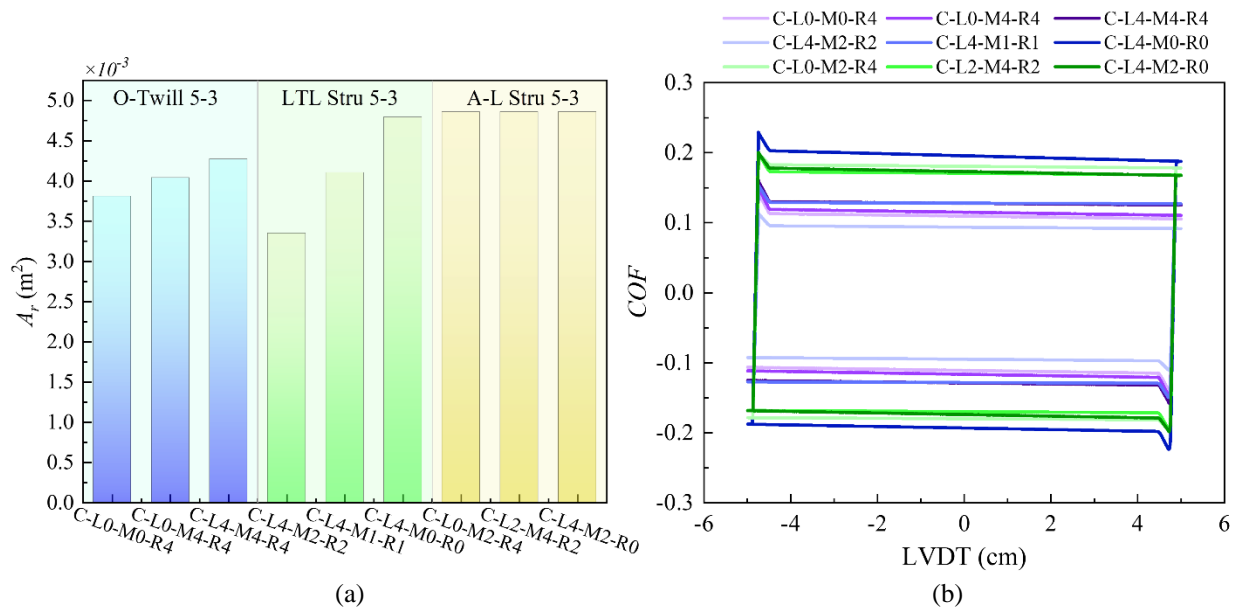 ×10⁻³
O-Twill 5-3 LTL Stru 5-3 A-L Stru 5-3
5.0
4.5
4.0
3.5
3.0
2.5
2.0
1.5
1.0
0.5
0.0
A_r (m²)
C-L0-M0-R4
C-L0-M4-R4
C-L4-M4-R4
C-L4-M2-R2
C-L4-M1-R1
C-L4-M0-R0
C-L0-M2-R4
C-L2-M4-R2
C-L4-M2-R0
(a)
C-L0-M0-R4 C-L0-M4-R4 C-L4-M4-R4
C-L4-M2-R2 C-L4-M1-R1 C-L4-M0-R0
C-L0-M2-R4 C-L2-M4-R2 C-L4-M2-R0
0.3
0.2
0.1
0.0
-0.1
-0.2
-0.3
COF
-6 -4 -2 0 2 4 6
LVDT (cm)
(b)